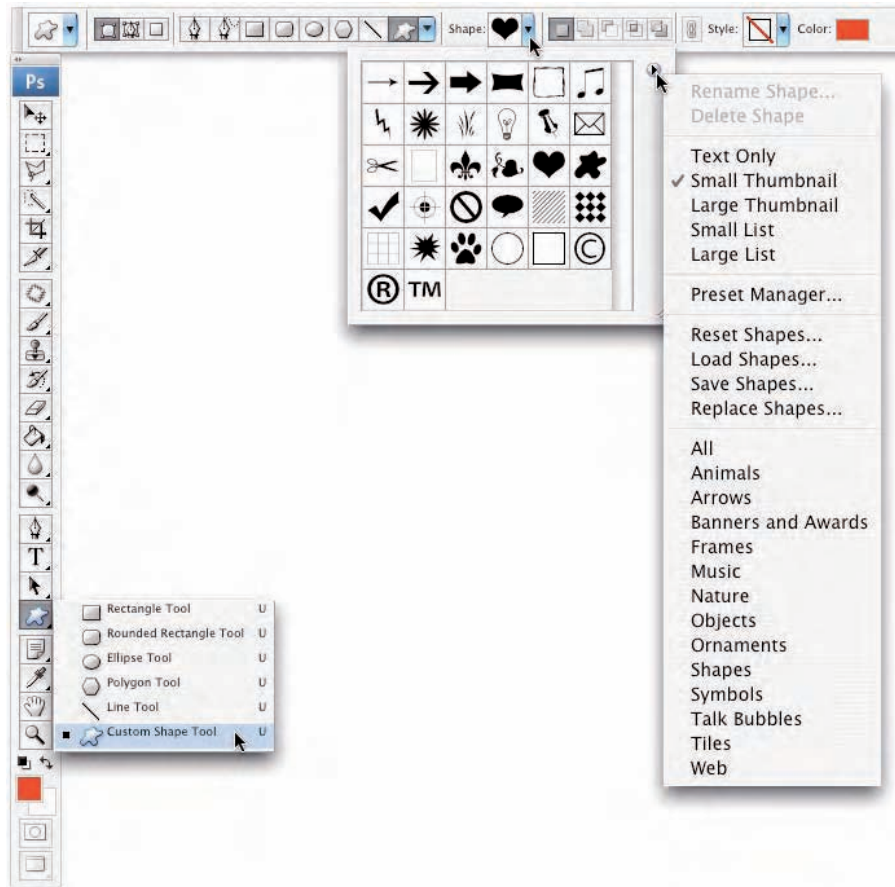 Shape:
Style:
Color:
Ps
®
TM
©
Rename Shape...
Delete Shape
Text Only
✓ Small Thumbnail
Large Thumbnail
Small List
Large List
Preset Manager...
Reset Shapes...
Load Shapes...
Save Shapes...
Replace Shapes...
All
Animals
Arrows
Banners and Awards
Frames
Music
Nature
Objects
Ornaments
Shapes
Symbols
Talk Bubbles
Tiles
Web
T
Rectangle Tool U
Rounded Rectangle Tool U
Ellipse Tool U
Polygon Tool U
Line Tool U
Custom Shape Tool U